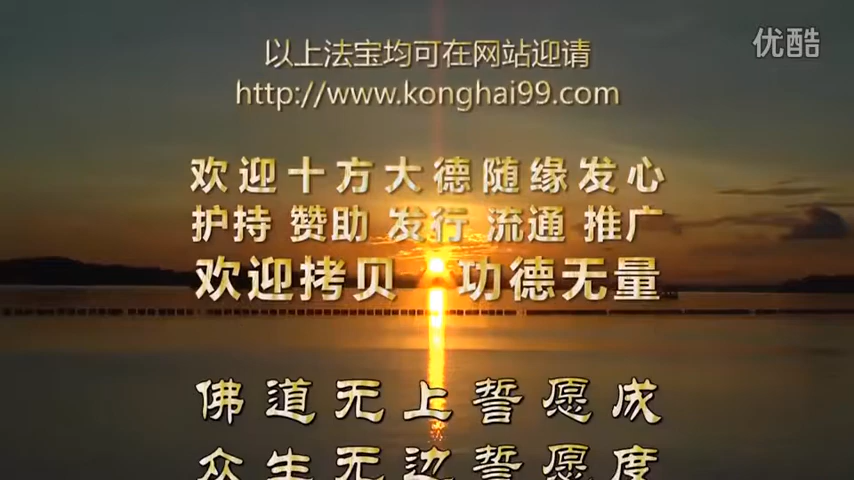 优酷
以上法宝均可在网站迎请
http://www.konghai99.com
欢迎十方大德随缘发心
护持 赞助 发行 流通 推广
欢迎拷贝 功德无量
佛道无上誓愿成
众生无边誓愿度